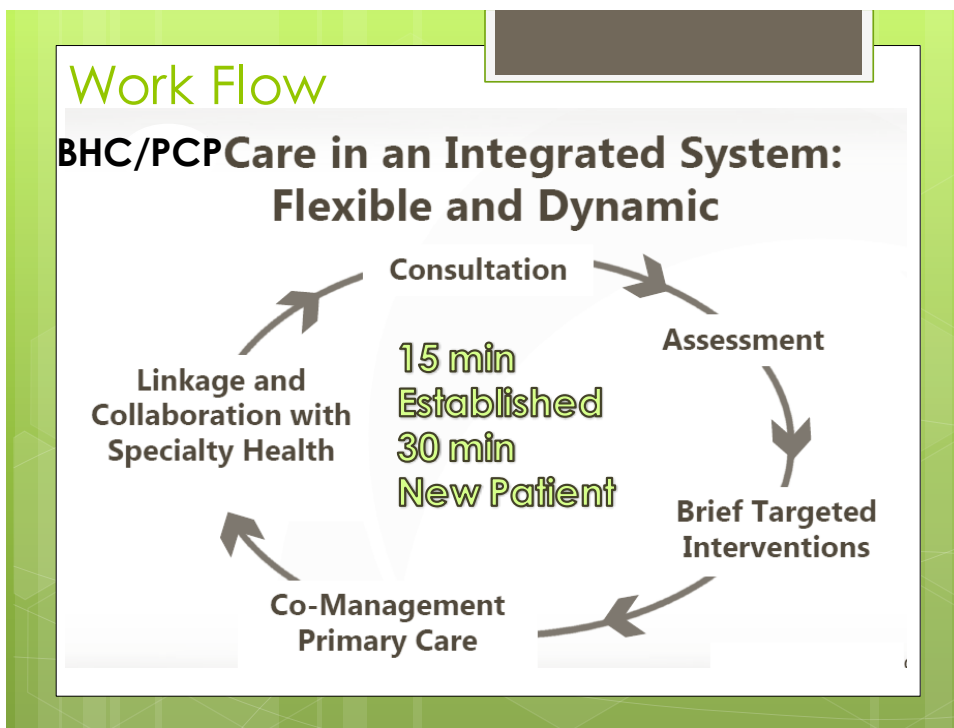 Work Flow
BHC/PCP Care in an Integrated System:
Flexible and Dynamic
Consultation
Assessment
Brief Targeted
Interventions
Co-Management
Primary Care
Linkage and
Collaboration with
Specialty Health
15 min
Established
30 min
New Patient